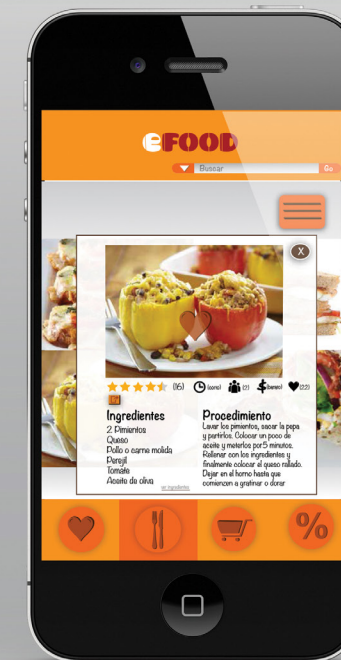 eFOOD
Buscar Go
X
(16) (2) (22)
Ingredientes
2 Pimientos
Queso
Pollo o carne molida
Perejil
Tomate
Aceite de oliva
ver ingredientes
Procedimiento
Lavar los pimientos, sacar la pepa
y partirlos. Colocar un poco de
aceite y meterlos por 5 minutos.
Rellenar con los ingredientes y
finalmente colocar el queso rallado.
Dejar en el horno hasta que
comienzen a gratinar o dorar
%